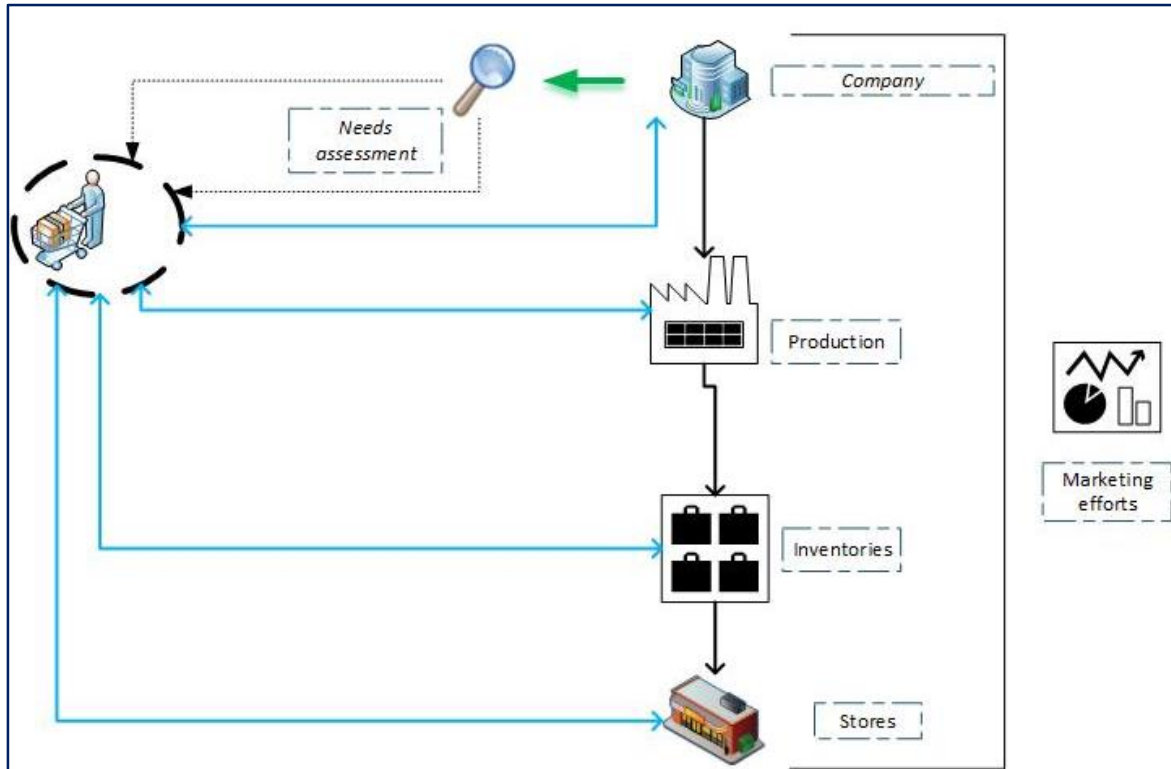 Company
Needs
assessment
Production
Marketing
efforts
Inventories
Stores